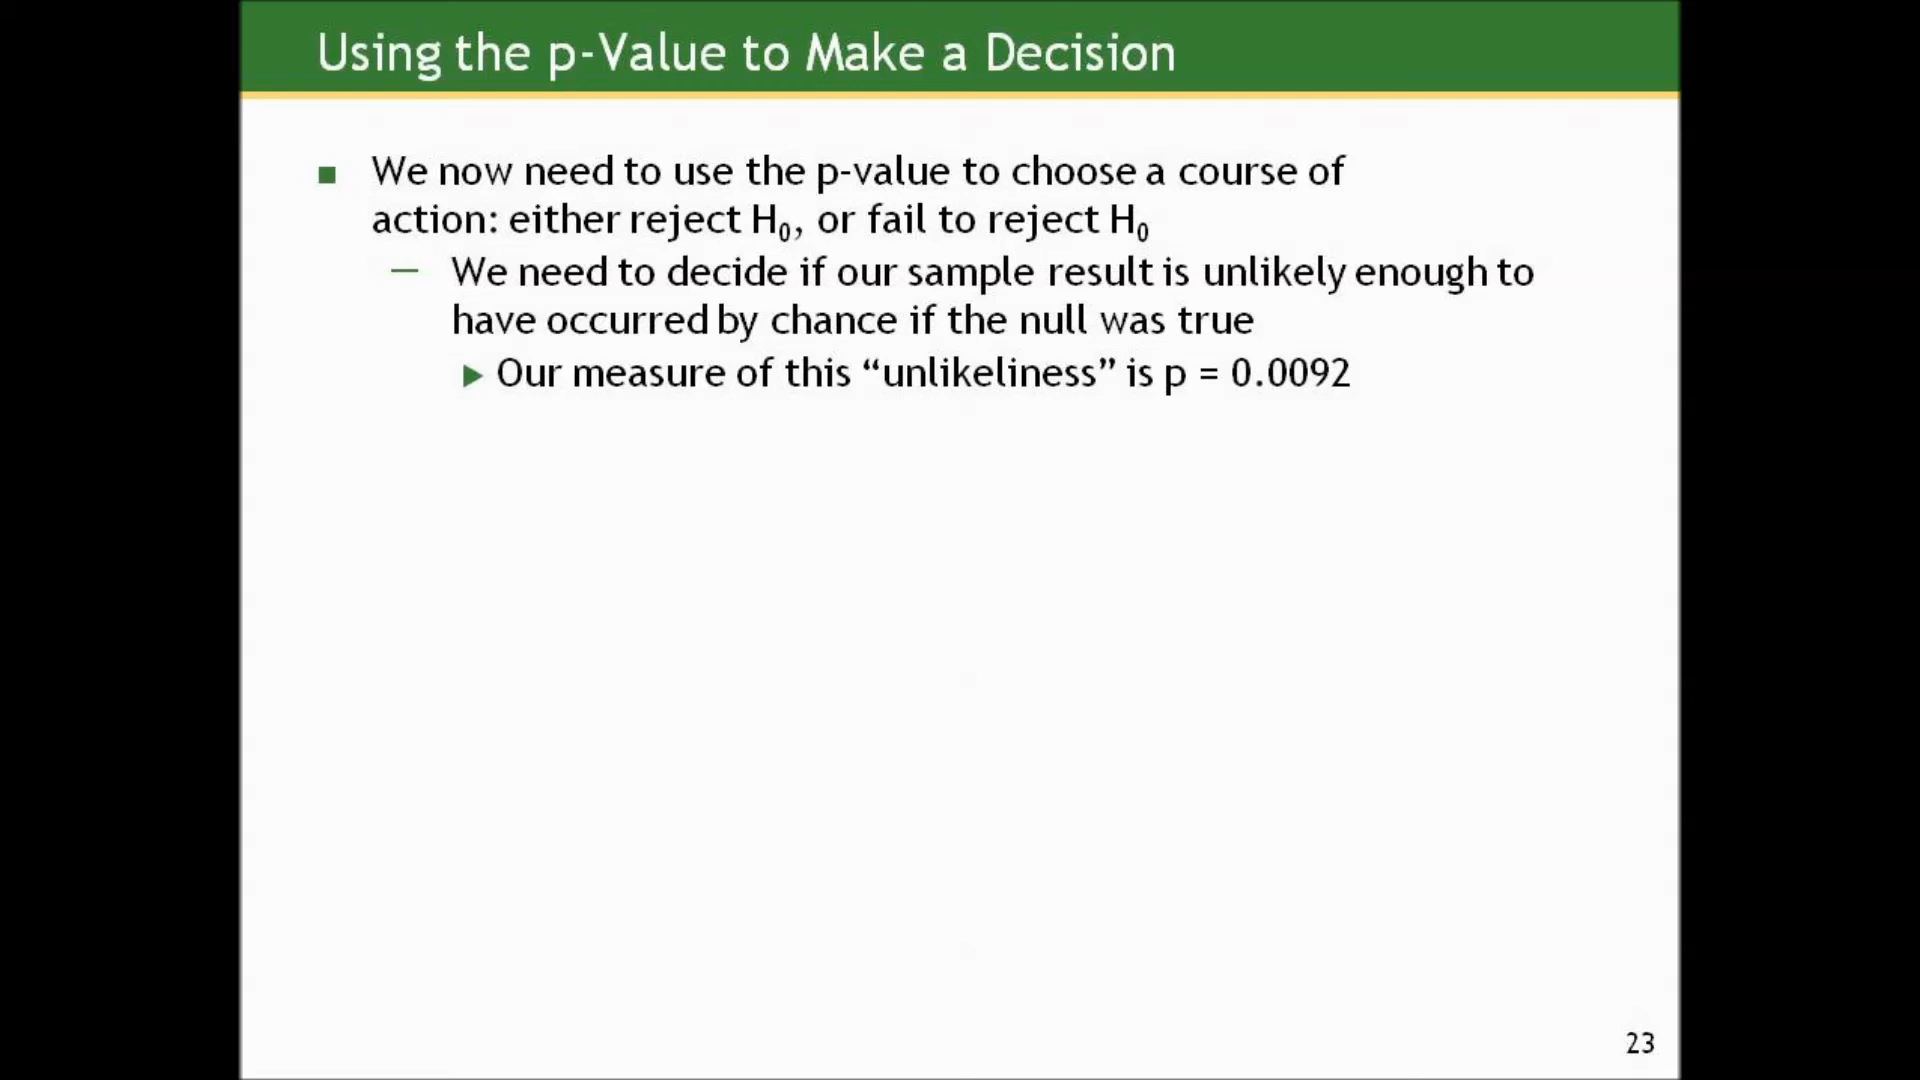 Using the p-Value to Make a Decision
We now need to use the p-value to choose a course of
action: either reject H₀, or fail to reject H₀
We need to decide if our sample result is unlikely enough to
have occurred by chance if the null was true
Our measure of this “unlikeliness” is p = 0.0092
23